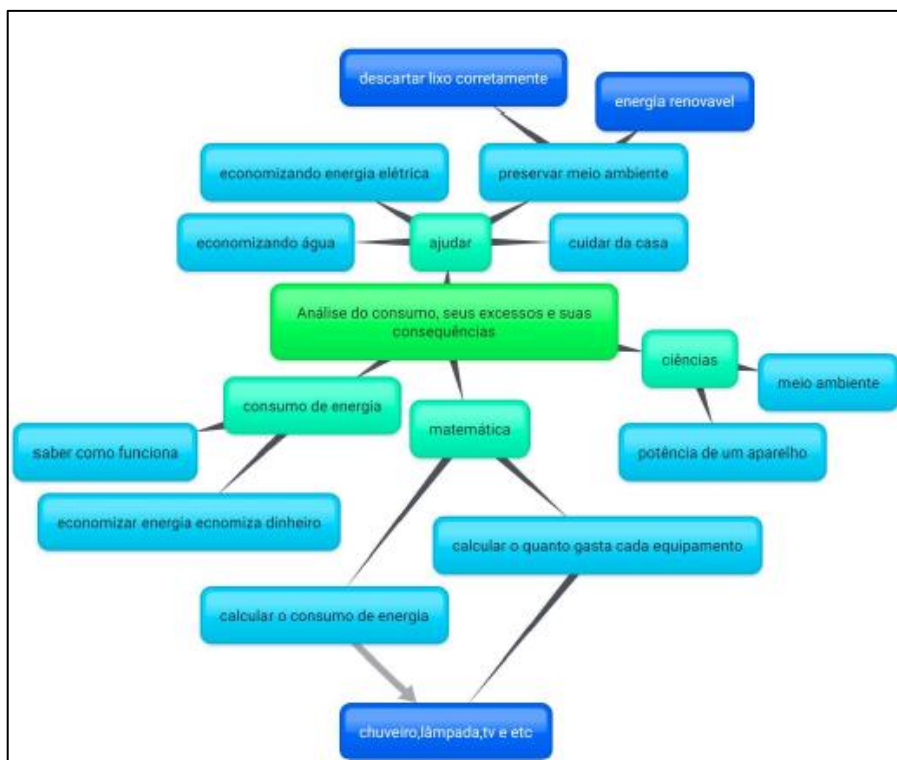 descartar lixo corretamente
energia renovavel
economizando energia elétrica
preservar meio ambiente
economizando água
ajudar
cuidar da casa
Análise do consumo, seus excessos e suas
consequências
ciências
meio ambiente
consumo de energia
matemática
saber como funciona
potência de um aparelho
economizar energia ecnomiza dinheiro
calcular o quanto gasta cada equipamento
calcular o consumo de energia
chuveiro,lâmpada,tv e etc